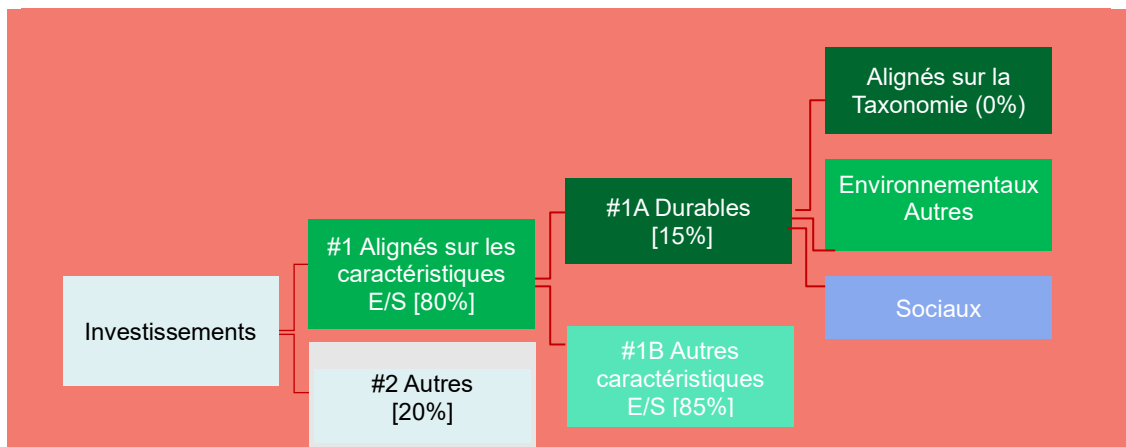 Investissements
#1 Alignés sur les
caractéristiques
E/S [80%]
#2 Autres
[20%]
#1A Durables
[15%]
#1B Autres
caractéristiques
E/S [85%]
Alignés sur la
Taxonomie (0%)
Environnementaux
Autres
Sociaux